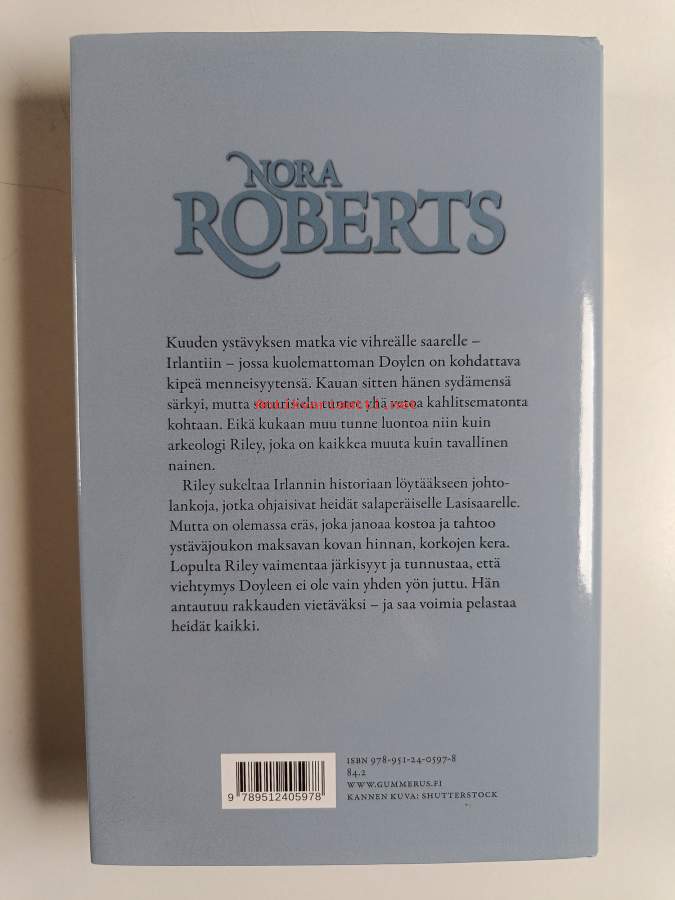 NORA
ROBERTS
Kuuden ystävyksen matka vie vihreälle saarelle –
Irlantiin – jossa kuolemattoman Doylen on kohdattava
kipeä menneisyytensä. Kauan sitten hänen sydämensä
särkyi, mutta tuntee yhä vetoa kahlitsematonta
kohtaan. Eikä kukaan muu tunne luontoa niin kuin
arkeologi Riley, joka on kaikkea muuta kuin tavallinen
nainen.
Riley sukeltaa Irlannin historiaan löytääkseen johto-
lankoja, jotka ohjaisivat heidät salaperäiselle Lasisaarelle.
Mutta on olemassa eräs, joka janoaa kostoa ja tahtoo
ystäväjoukon maksavan kovan hinnan, korkojen kera.
Lopulta Riley vaimentaa järkisyyt ja tunnustaa, että
viehtymys Doyleen ei ole vain yhden yön juttu. Hän
antautuu rakkauden vietäväksi – ja saa voimia pelastaa
heidät kaikki.
ISBN 978-951-24-0597-8
84.2
WWW.GUMMERUS.FI
KANNEN KUVA: SHUTTERSTOCK
9 789512 405978